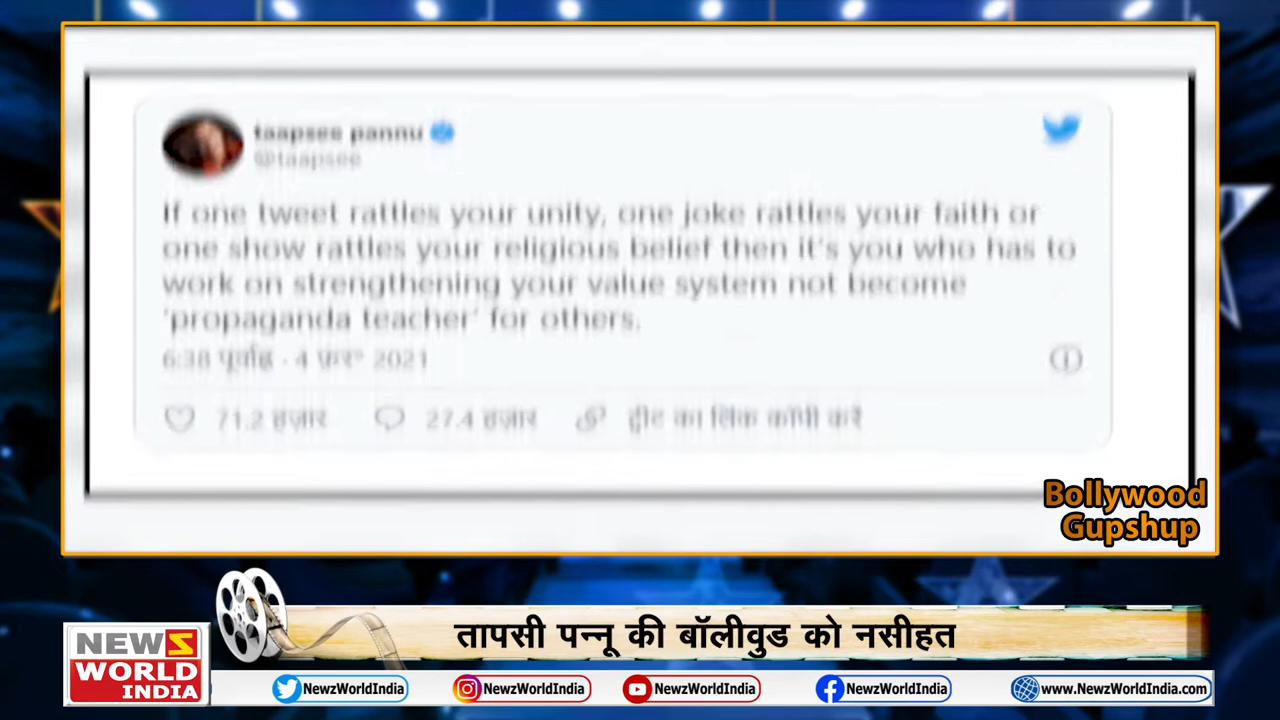 taapsee pannu
@taapsee
If one tweet rattles your unity, one joke rattles your faith or
one show rattles your religious belief then it's you who has to
work on strengthening your value system not become
'propaganda teacher' for others.
6:38 पूर्वाह्न · 4 फ़र॰ 2021
71.2 हज़ार 27.4 हज़ार ट्वीट का लिंक कॉपी करें
Bollywood
Gupshup
तापसी पन्नू की बॉलीवुड को नसीहत
NEWS
WORLD
INDIA
NewzWorldIndia NewzWorldIndia NewzWorldIndia NewzWorldIndia www.NewzWorldIndia.com